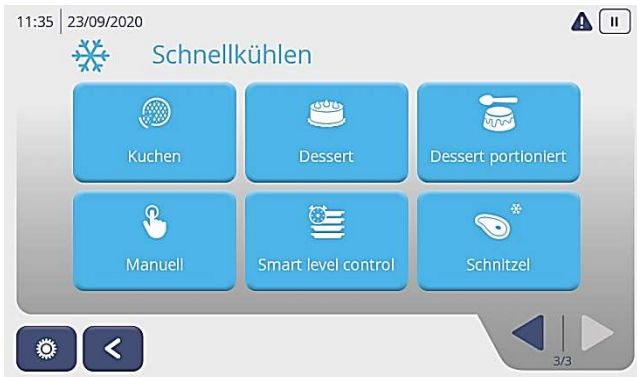 11:35 23/09/2020
Schnellkühlen
Kuchen
Dessert
Dessert portioniert
Manuell
Smart level control
Schnitzel
3/3